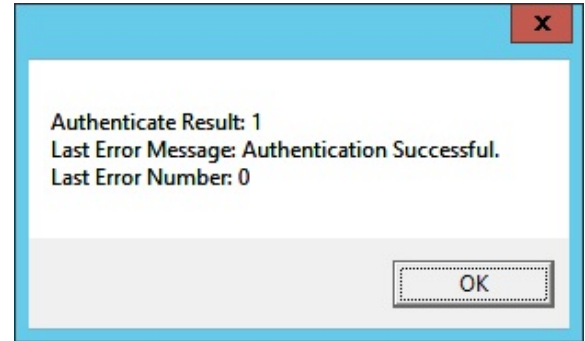 x
Authenticate Result: 1
Last Error Message: Authentication Successful.
Last Error Number: 0
OK